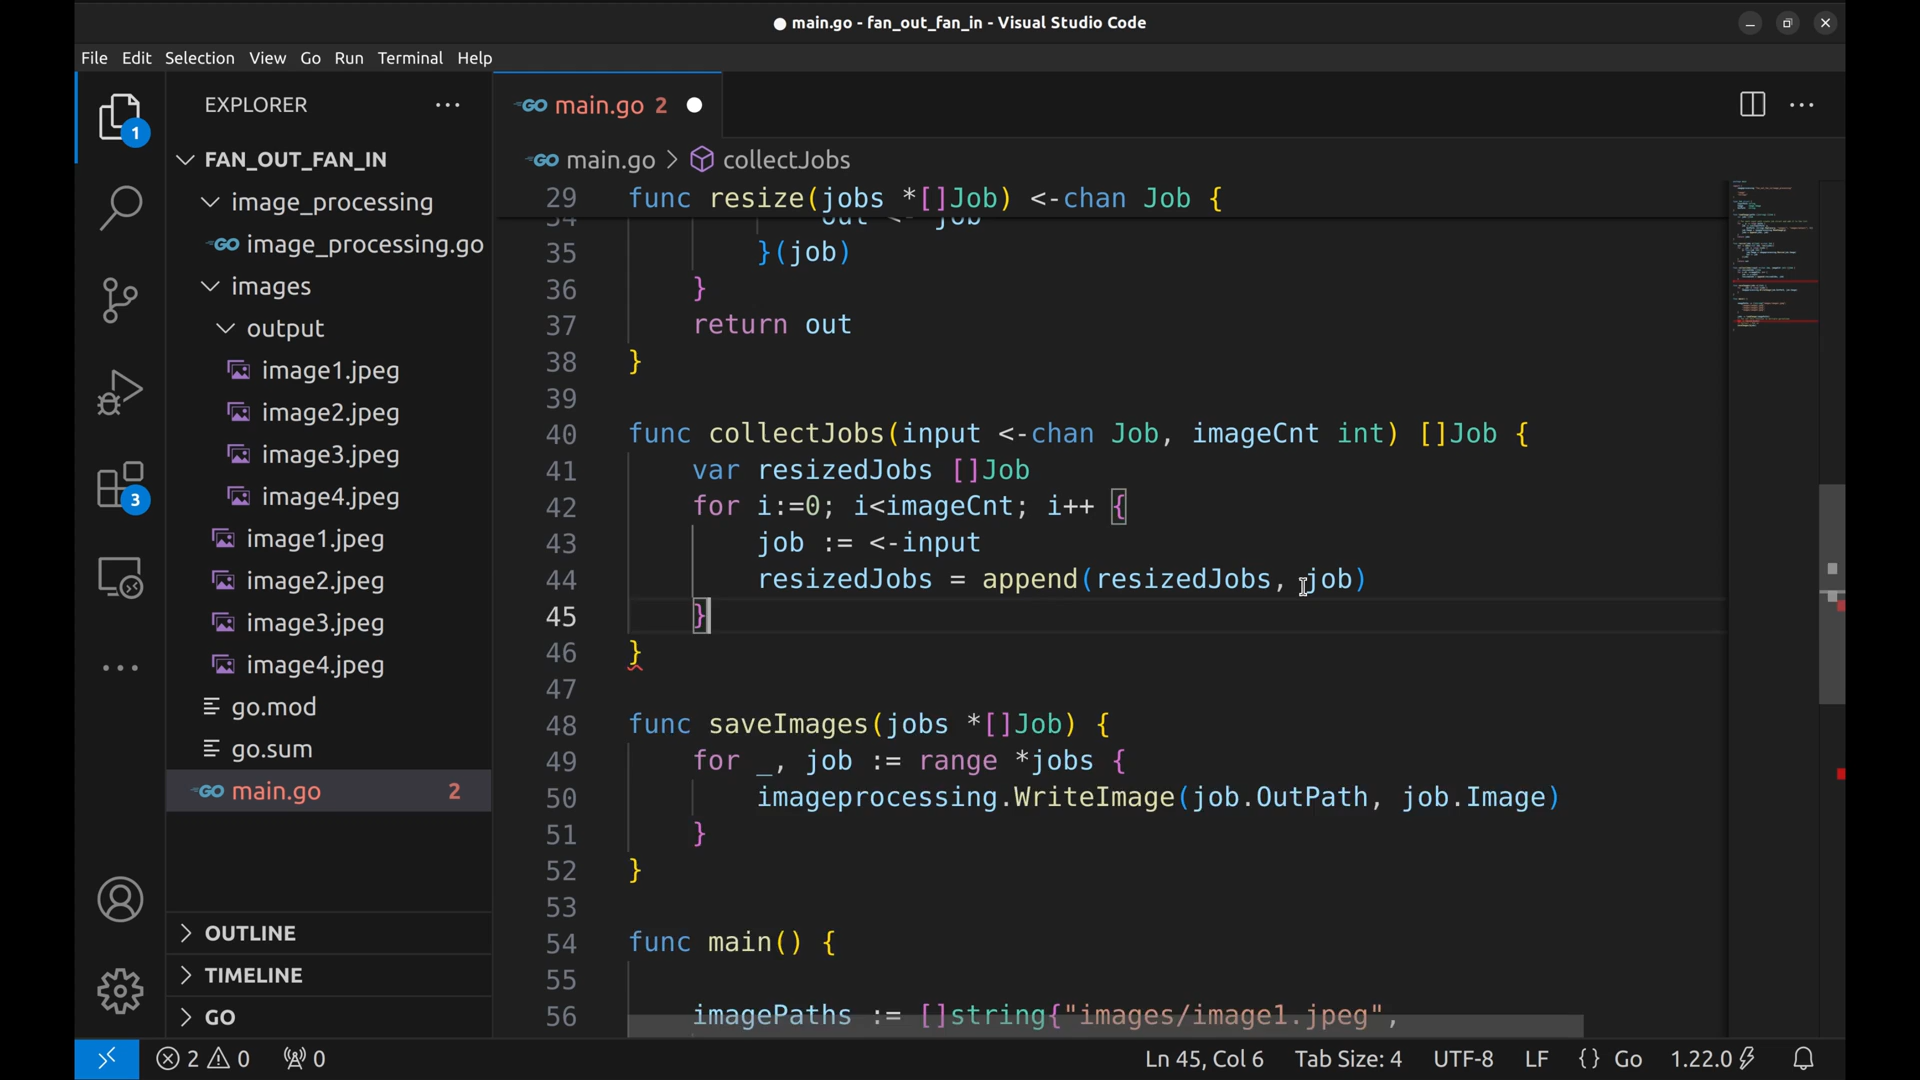 main.go - fan_out_fan_in - Visual Studio Code
File Edit Selection View Go Run Terminal Help
EXPLORER
GO main.go 2
1
FAN_OUT_FAN_IN
GO main.go > collectJobs
image_processing
29 func resize(jobs *[]Job) <-chan Job {
34 out <- job
GO image_processing.go
35 }(job)
images
36 }
output
37 return out
image1.jpeg
38 }
image2.jpeg
39
image3.jpeg
40 func collectJobs(input <-chan Job, imageCnt int) []Job {
41 var resizedJobs []Job
image4.jpeg
3
42 for i:=0; i<imageCnt; i++ {
image1.jpeg
43 job := <-input
image2.jpeg
44 resizedJobs = append(resizedJobs, job)
image3.jpeg
45 }
image4.jpeg
46 }
go.mod
47
48 func saveImages(jobs *[]Job) {
go.sum
49 for _, job := range *jobs {
GO main.go 2
50 imageprocessing.WriteImage(job.OutPath, job.Image)
51 }
52 }
53
OUTLINE
54 func main() {
TIMELINE
55
GO
56 imagePaths := []string{"images/image1.jpeg",
2 0 0 Ln 45, Col 6 Tab Size: 4 UTF-8 LF {} Go 1.22.0